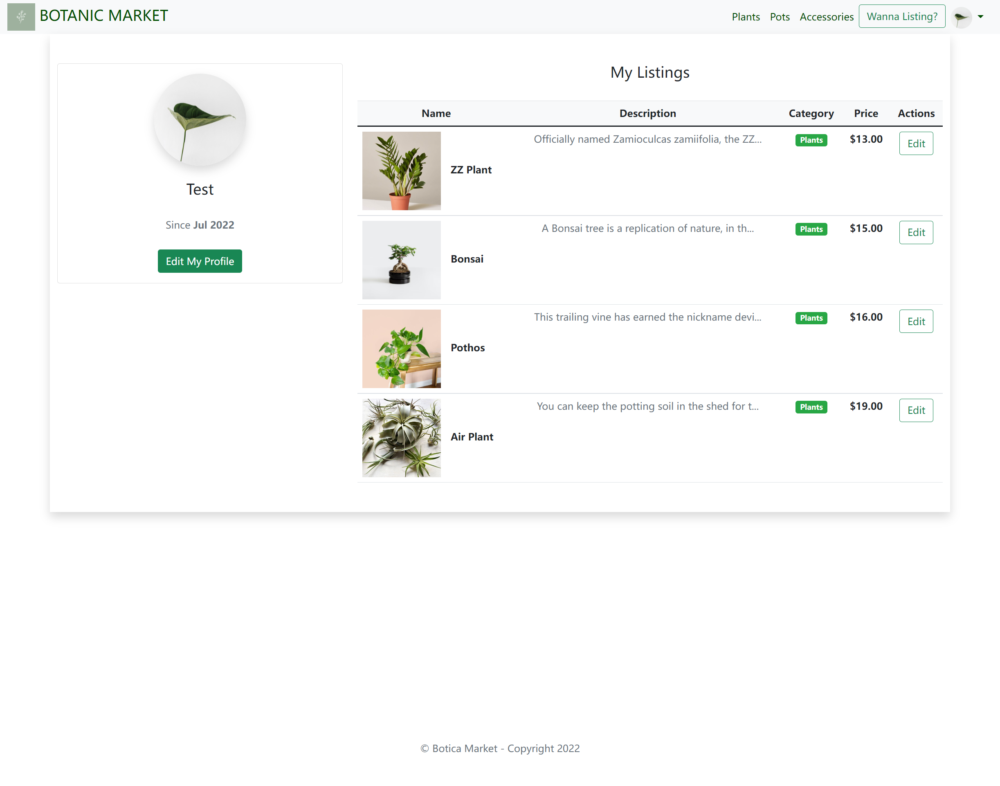 BOTANIC MARKET
Plants Pots Accessories Wanna Listing?
Test
Since Jul 2022
Edit My Profile
My Listings
Name Description Category Price Actions
ZZ Plant Officially named Zamioculcas zamiifolia, the ZZ... Plants $13.00 Edit
Bonsai A Bonsai tree is a replication of nature, in th... Plants $15.00 Edit
Pothos This trailing vine has earned the nickname devi... Plants $16.00 Edit
Air Plant You can keep the potting soil in the shed for t... Plants $19.00 Edit
© Botica Market - Copyright 2022